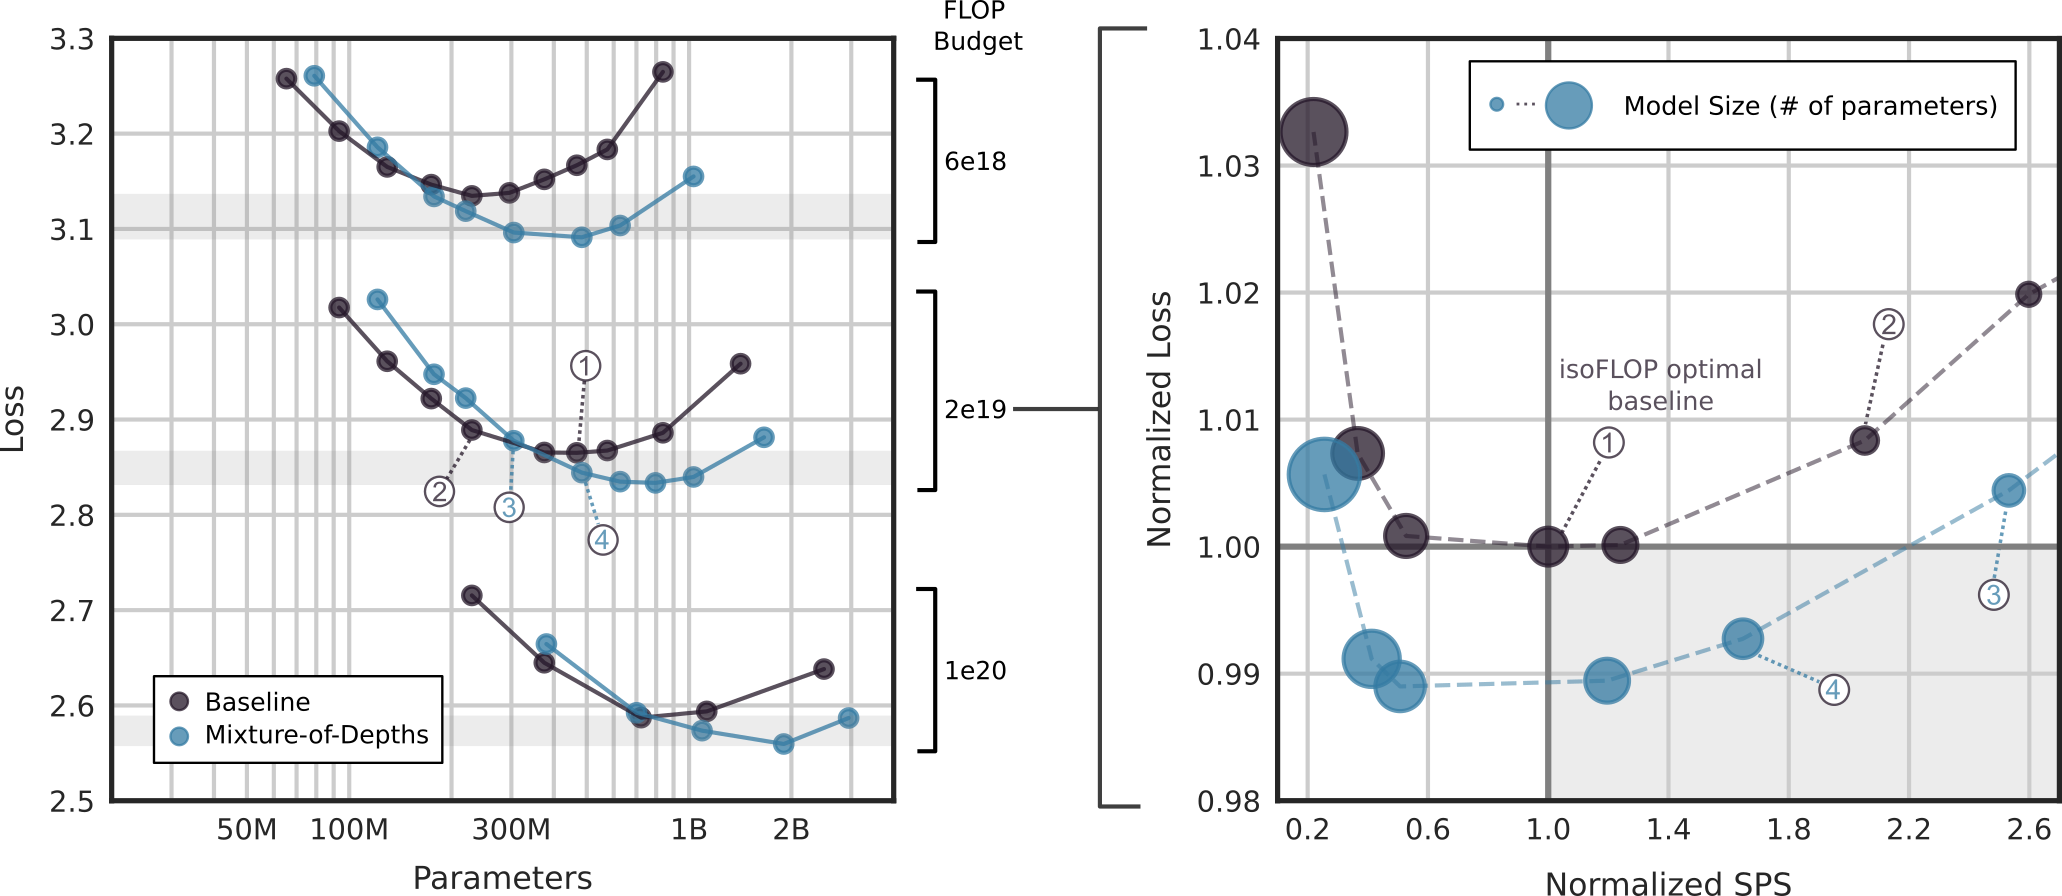 FLOP
Budget
3.3
3.2
3.1
3.0
2.9
2.8
2.7
2.6
2.5
Loss
50M
100M
300M
1B
2B
Parameters
1
2
3
4
Baseline
Mixture-of-Depths
6e18
2e19
1e20
1.04
1.03
1.02
1.01
1.00
0.99
0.98
Normalized Loss
Model Size (# of parameters)
isoFLOP optimal
baseline
1
2
3
4
0.2
0.6
1.0
1.4
1.8
2.2
2.6
Normalized SPS